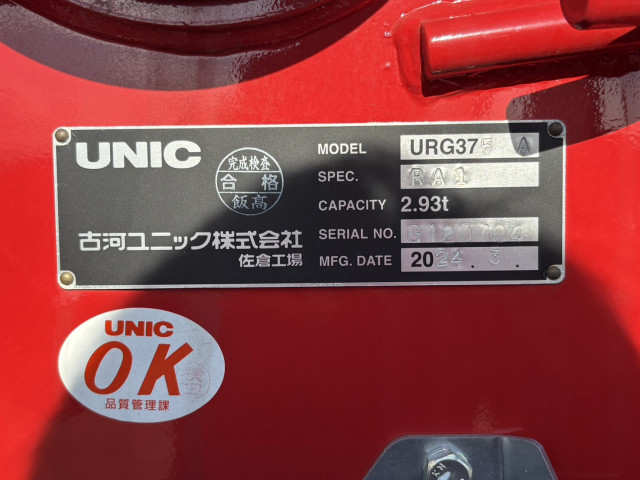 UNIC
完成検査
合格
飯高
古河ユニック株式会社
佐倉工場
MODEL URG375 A
SPEC. RA1
CAPACITY 2.93t
SERIAL NO.
MFG. DATE 2024.3.
UNIC
OK
品質管理課